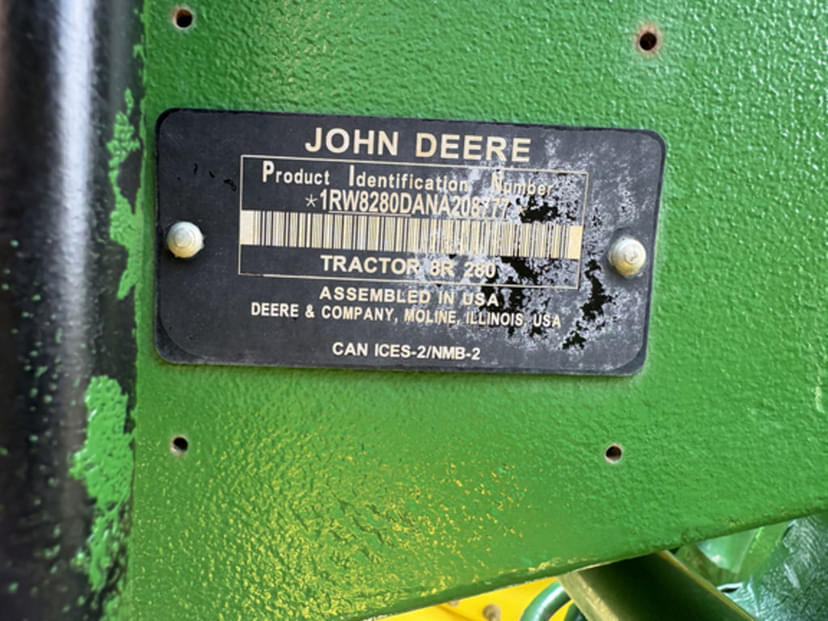 JOHN DEERE
Product Identification Number
*1RW8280DANA208777
TRACTOR 8R 280
ASSEMBLED IN USA
DEERE & COMPANY, MOLINE, ILLINOIS, USA
CAN ICES-2/NMB-2